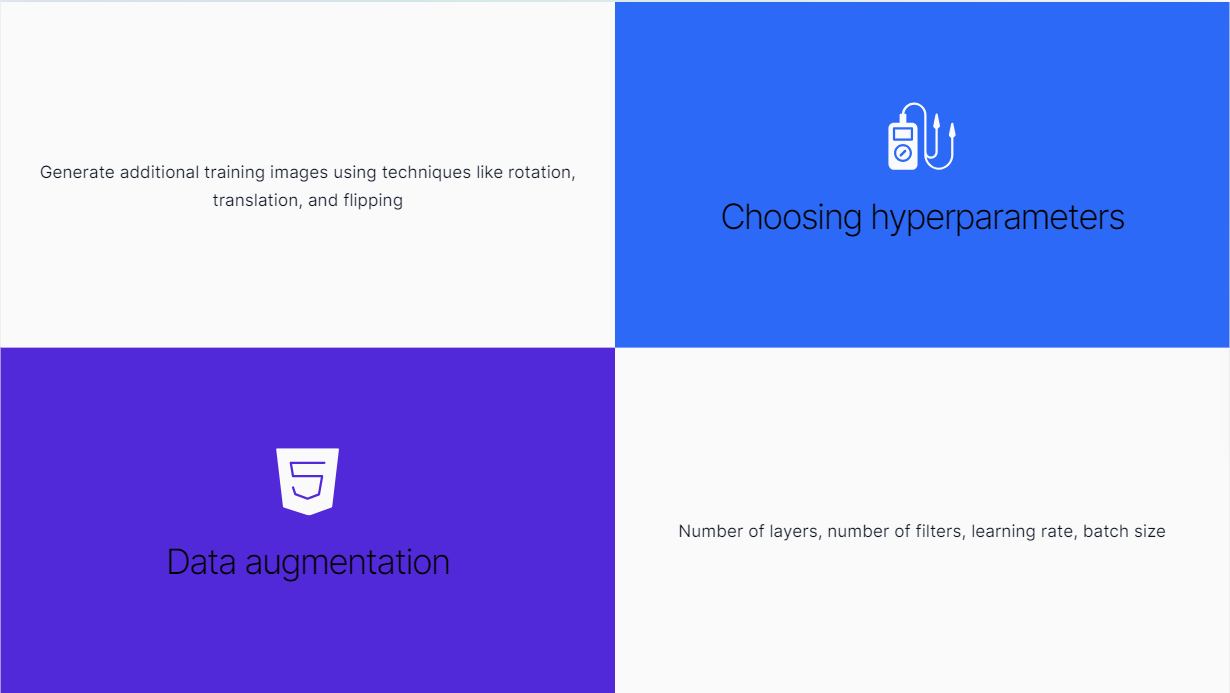 Generate additional training images using techniques like rotation,
translation, and flipping
Choosing hyperparameters
Data augmentation
Number of layers, number of filters, learning rate, batch size